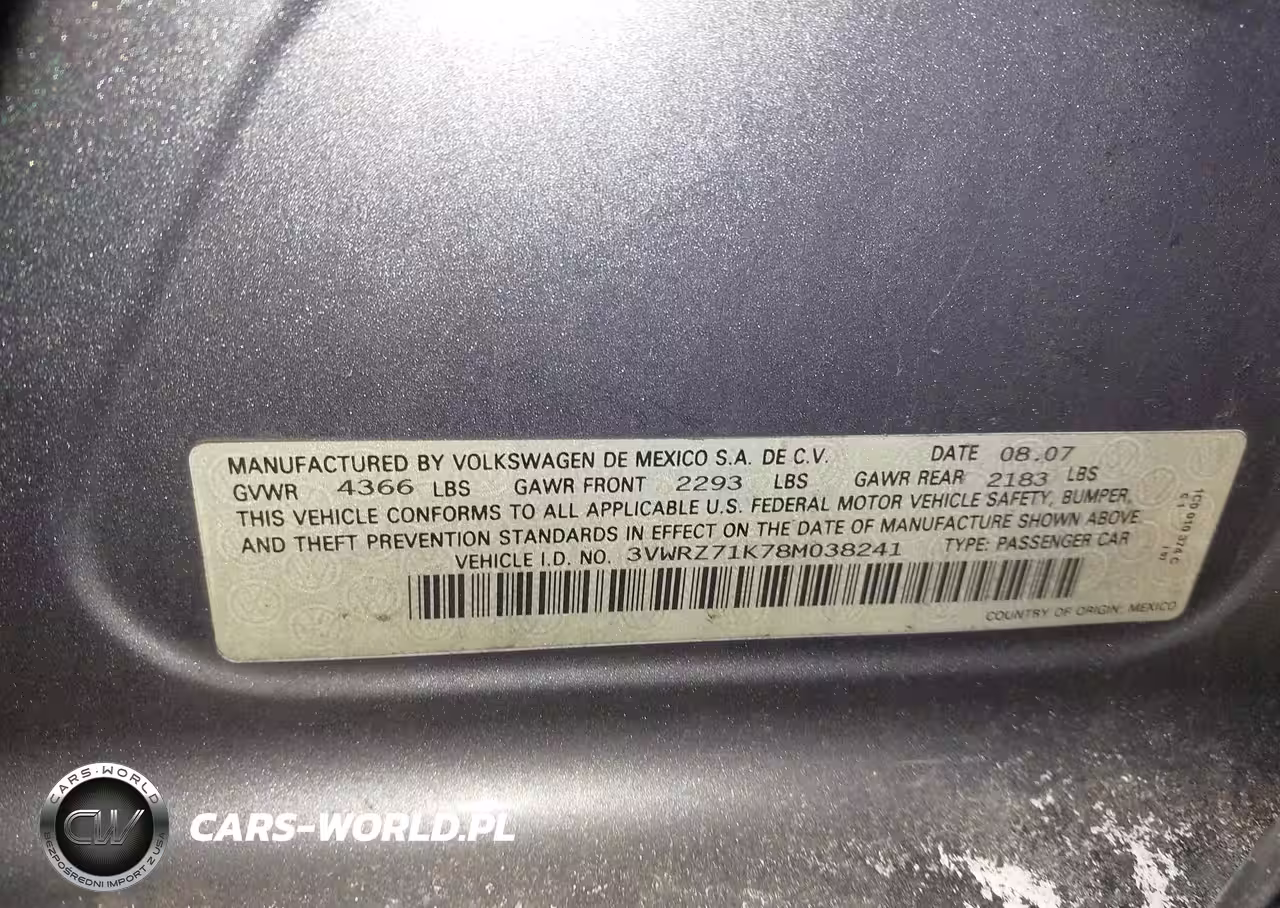 MANUFACTURED BY VOLKSWAGEN DE MEXICO S.A. DE C.V. DATE 08.07
GVWR 4366 LBS GAWR FRONT 2293 LBS GAWR REAR 2183 LBS
THIS VEHICLE CONFORMS TO ALL APPLICABLE U.S. FEDERAL MOTOR VEHICLE SAFETY, BUMPER,
AND THEFT PREVENTION STANDARDS IN EFFECT ON THE DATE OF MANUFACTURE SHOWN ABOVE
VEHICLE I.D. NO. 3VWRZ71K78M038241 TYPE: PASSENGER CAR
COUNTRY OF ORIGIN: MEXICO
CARS-WORLD
CW
BEZPOŚREDNI IMPORT Z USA
CARS-WORLD.PL